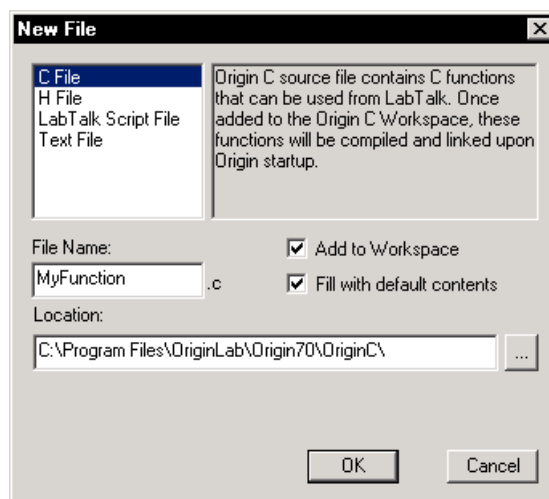 New File
C File
H File
LabTalk Script File
Text File
Origin C source file contains C functions
that can be used from LabTalk. Once
added to the Origin C Workspace, these
functions will be compiled and linked upon
Origin startup.
File Name:
MyFunction
.c
Add to Workspace
Fill with default contents
Location:
C:\Program Files\OriginLab\Origin70\OriginC\
...
OK
Cancel